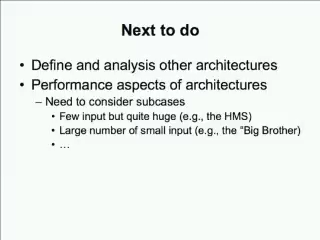 Next to do
• Define and analysis other architectures
• Performance aspects of architectures
– Need to consider subcases
• Few input but quite huge (e.g., the HMS)
• Large number of small input (e.g., the “Big Brother)
• …